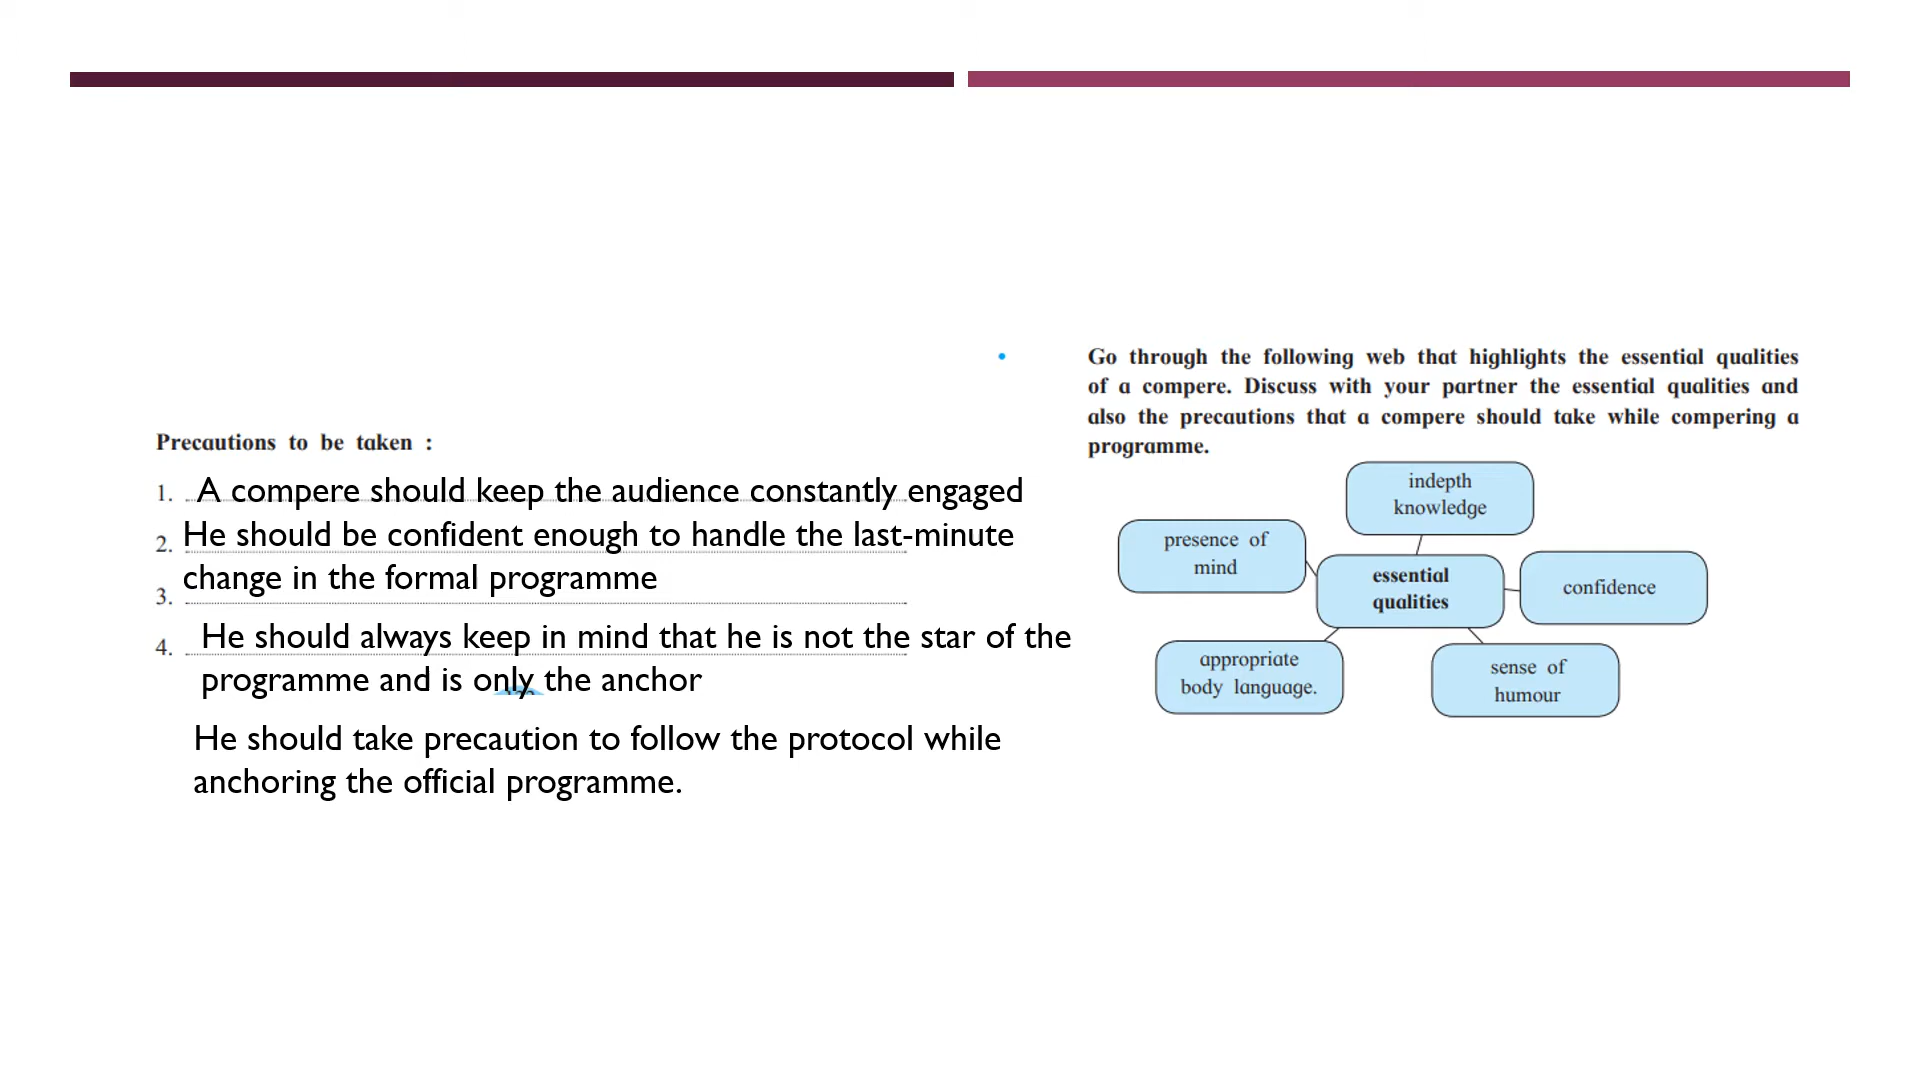 Precautions to be taken :
1. A compere should keep the audience constantly engaged
2. He should be confident enough to handle the last-minute
change in the formal programme
3.
4. He should always keep in mind that he is not the star of the
programme and is only the anchor
He should take precaution to follow the protocol while
anchoring the official programme.
Go through the following web that highlights the essential qualities
of a compere. Discuss with your partner the essential qualities and
also the precautions that a compere should take while compering a
programme.
indepth
knowledge
presence of
mind
essential
qualities
confidence
appropriate
body language.
sense of
humour